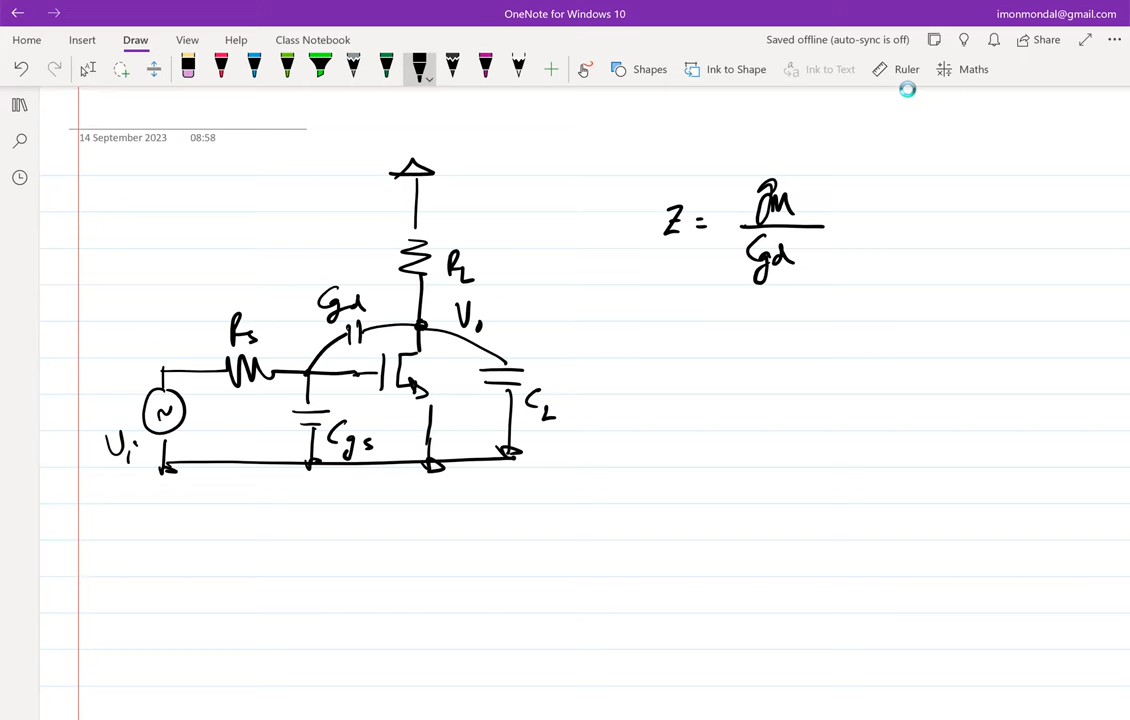 OneNote for Windows 10
imonmondal@gmail.com
Home Insert Draw View Help Class Notebook
Saved offline (auto-sync is off) Share
Shapes Ink to Shape Ink to Text Ruler Maths
14 September 2023 08:58
RL
Cgd
Vo
Rs
Z = gm
Cgd
CL
Vi
Cgs